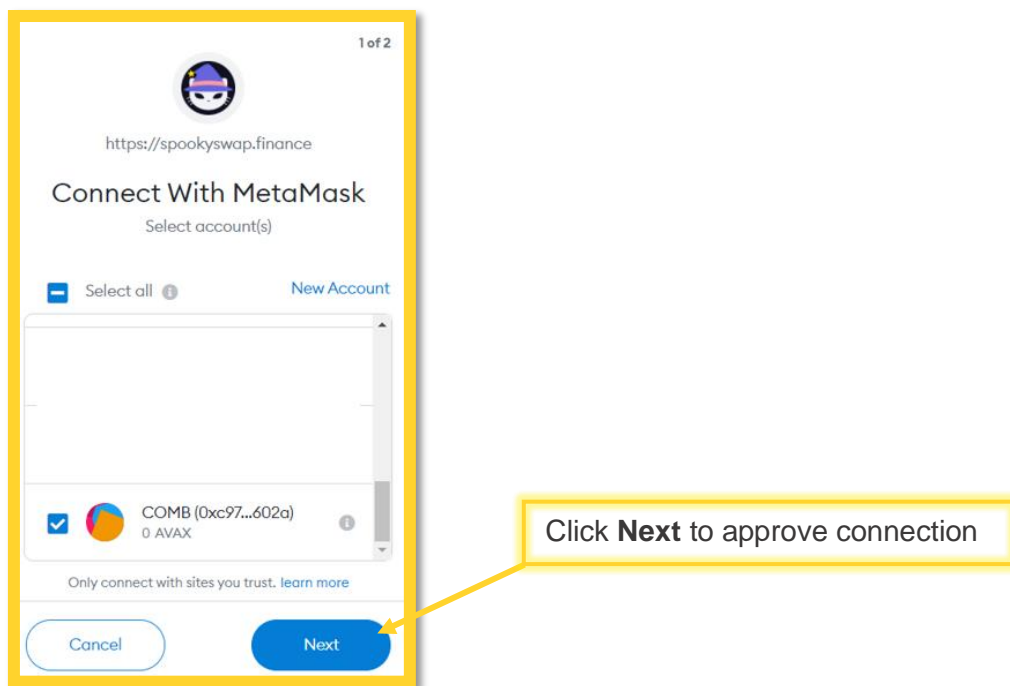 1 of 2
https://spookyswap.finance
Connect With MetaMask
Select account(s)
Select all
New Account
COMB (0xc97...602a)
0 AVAX
Only connect with sites you trust. learn more
Cancel
Next
Click Next to approve connection